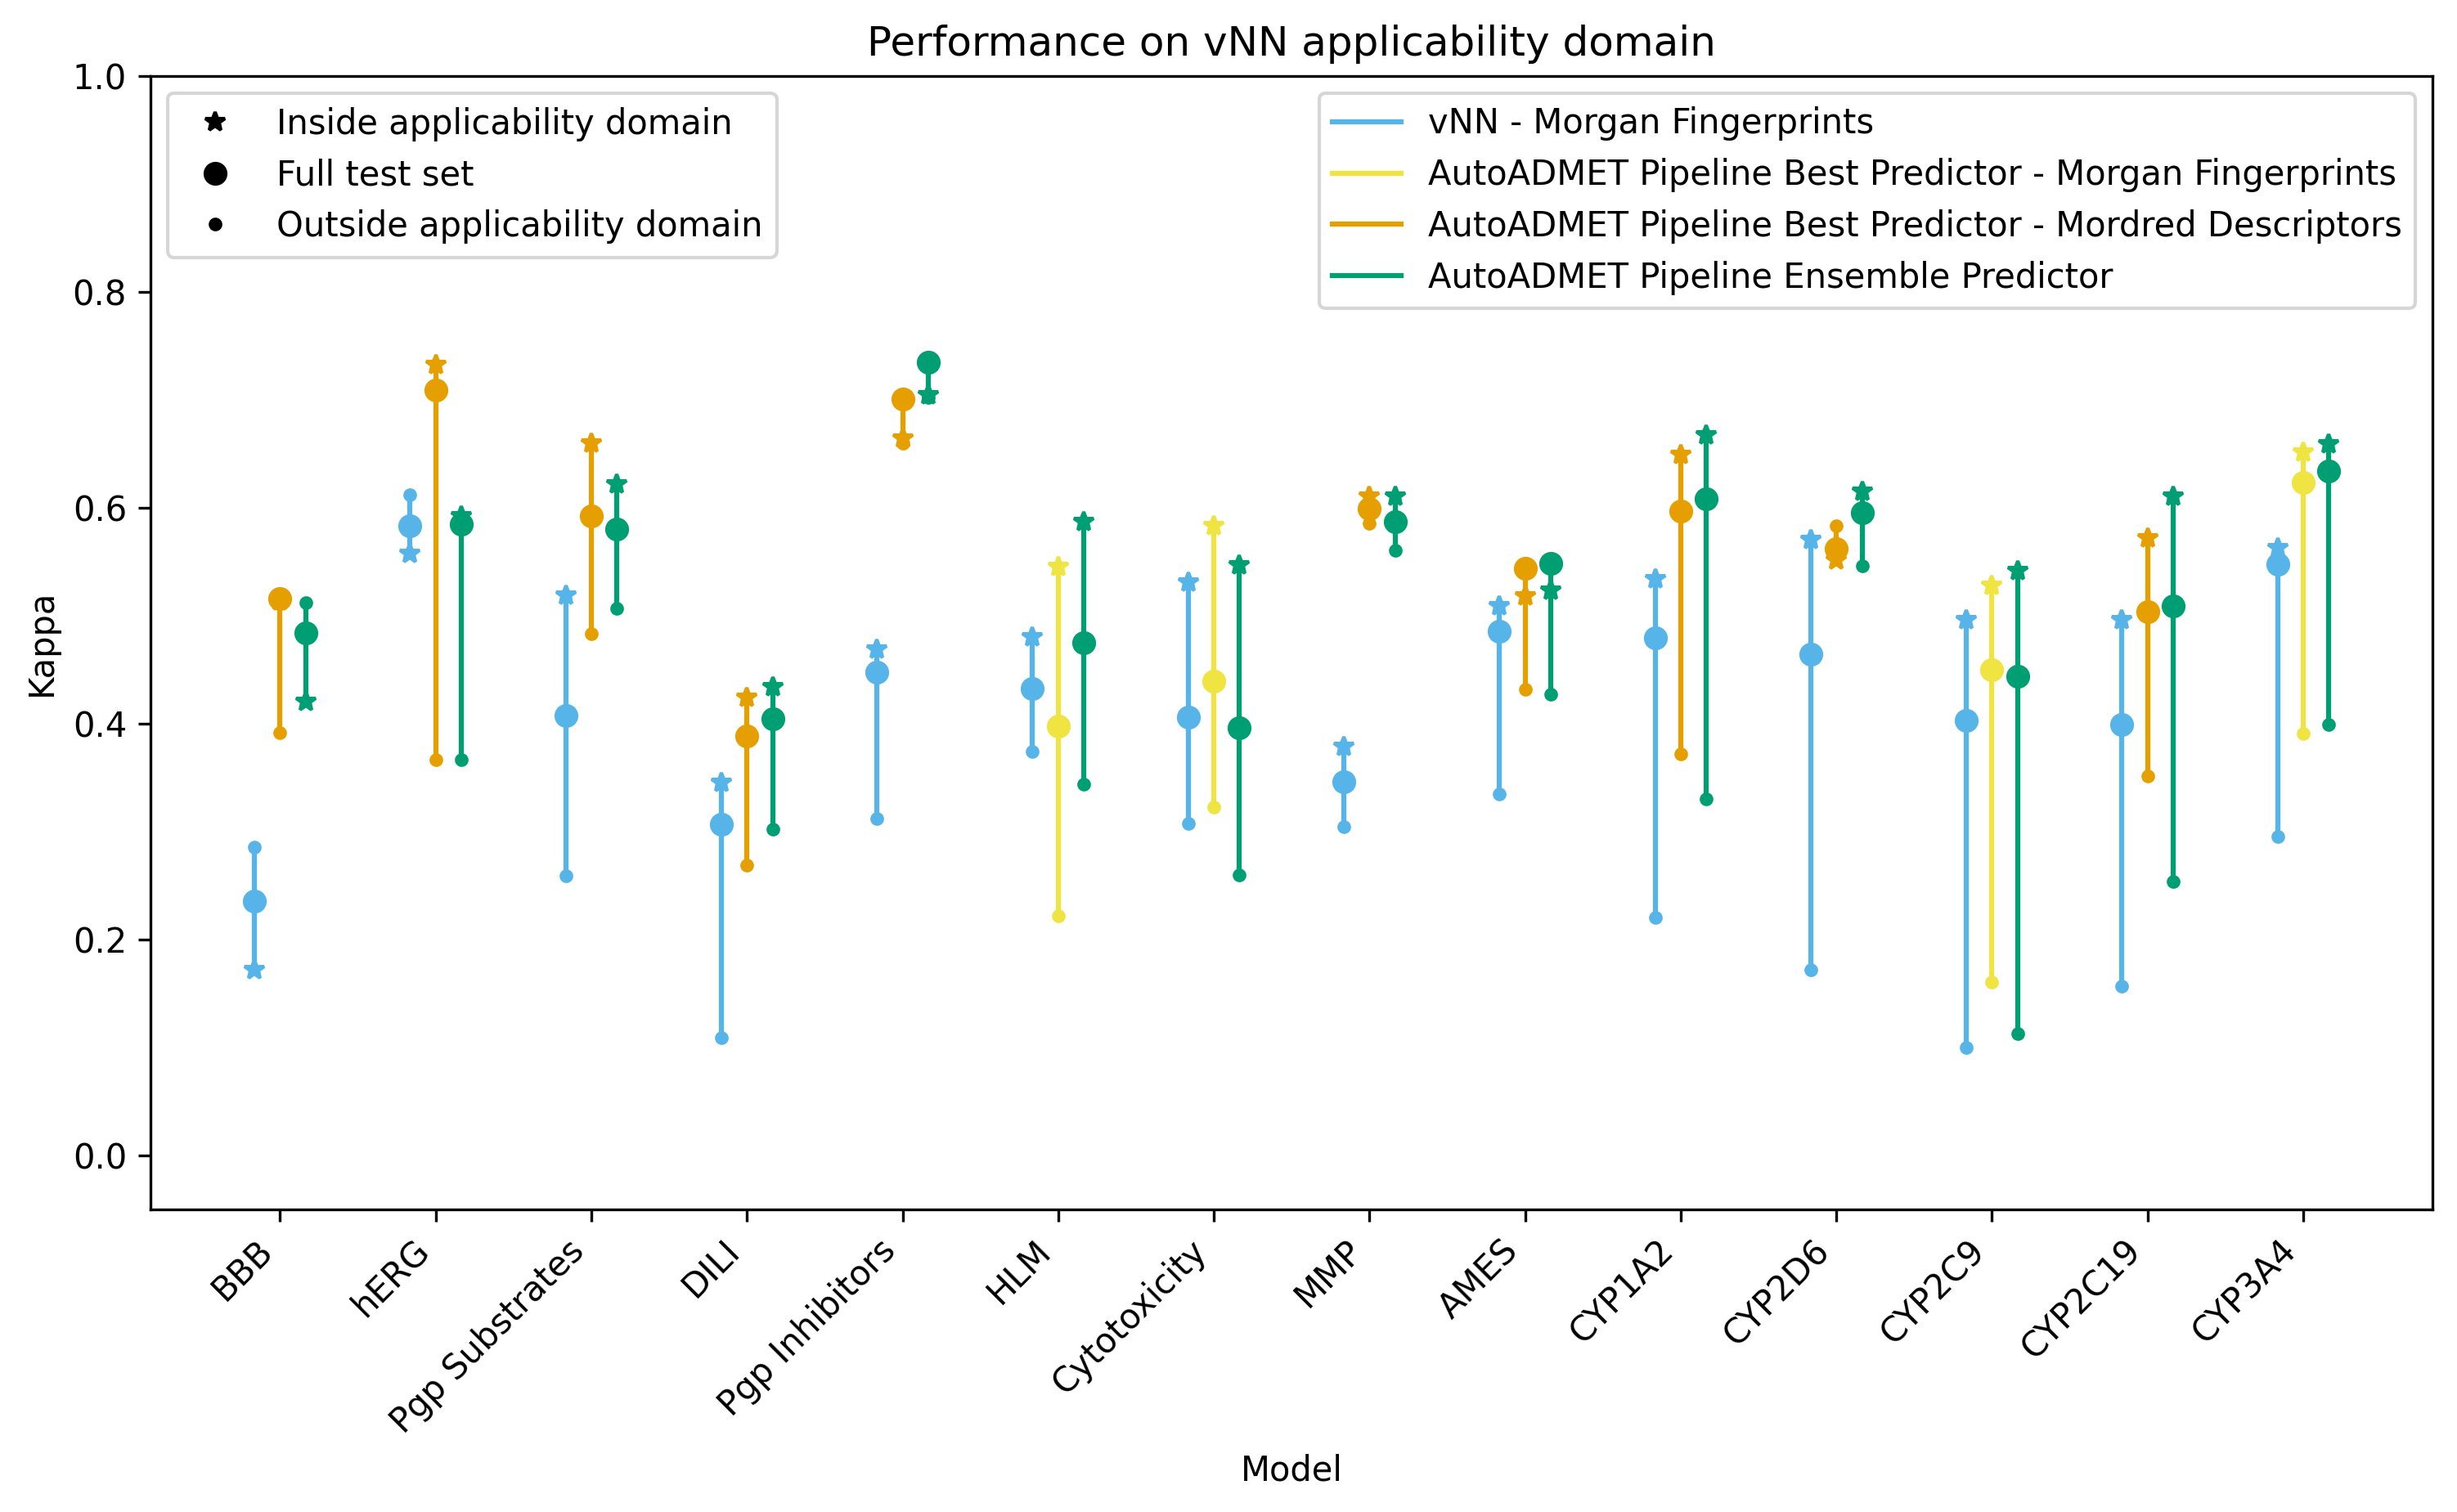 Performance on vNN applicability domain
Inside applicability domain
Full test set
Outside applicability domain
vNN - Morgan Fingerprints
AutoADMET Pipeline Best Predictor - Morgan Fingerprints
AutoADMET Pipeline Best Predictor - Mordred Descriptors
AutoADMET Pipeline Ensemble Predictor
Kappa
1.0
0.8
0.6
0.4
0.2
0.0
BBB
hERG
Pgp Substrates
DILI
Pgp Inhibitors
HLM
Cytotoxicity
MMP
AMES
CYP1A2
CYP2D6
CYP2C9
CYP2C19
CYP3A4
Model